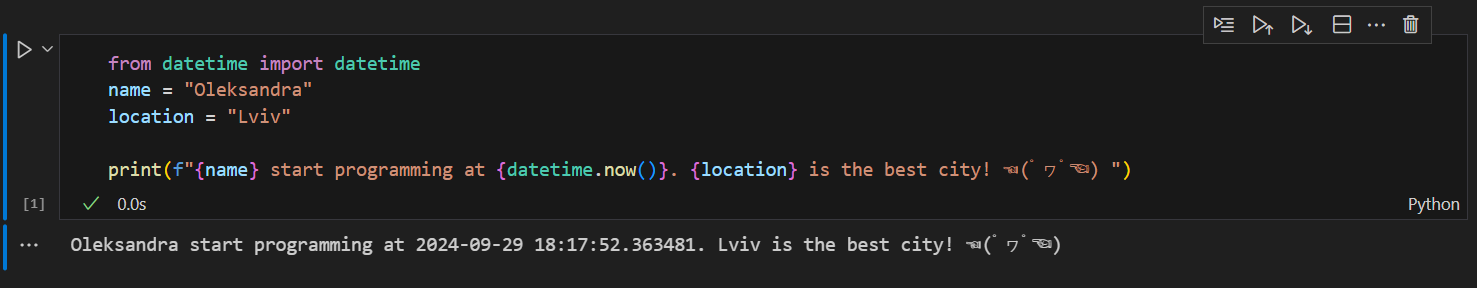 from datetime import datetime
name = "Oleksandra"
location = "Lviv"
print(f"{name} start programming at {datetime.now()}. {location} is the best city! ☜(ﾟヮﾟ☜) ")
[1]
0.0s
Python
Oleksandra start programming at 2024-09-29 18:17:52.363481. Lviv is the best city! ☜(ﾟヮﾟ☜)